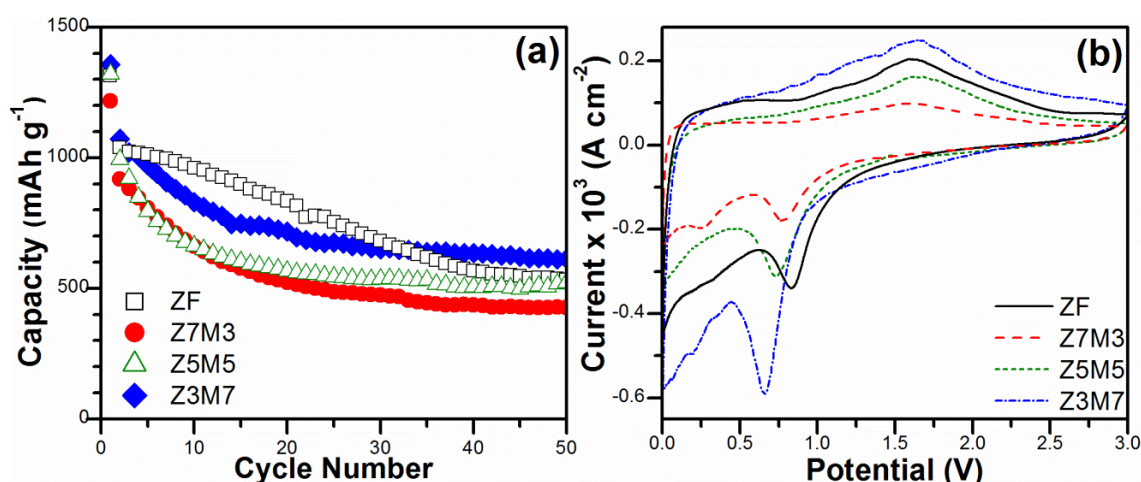 (a)
Capacity (mAh g-1)
1500
1000
500
0
ZF
Z7M3
Z5M5
Z3M7
0 10 20 30 40 50
Cycle Number
(b)
Current x 10³ (A cm⁻²)
0.2
0.0
-0.2
-0.4
-0.6
ZF
Z7M3
Z5M5
Z3M7
0.0 0.5 1.0 1.5 2.0 2.5 3.0
Potential (V)